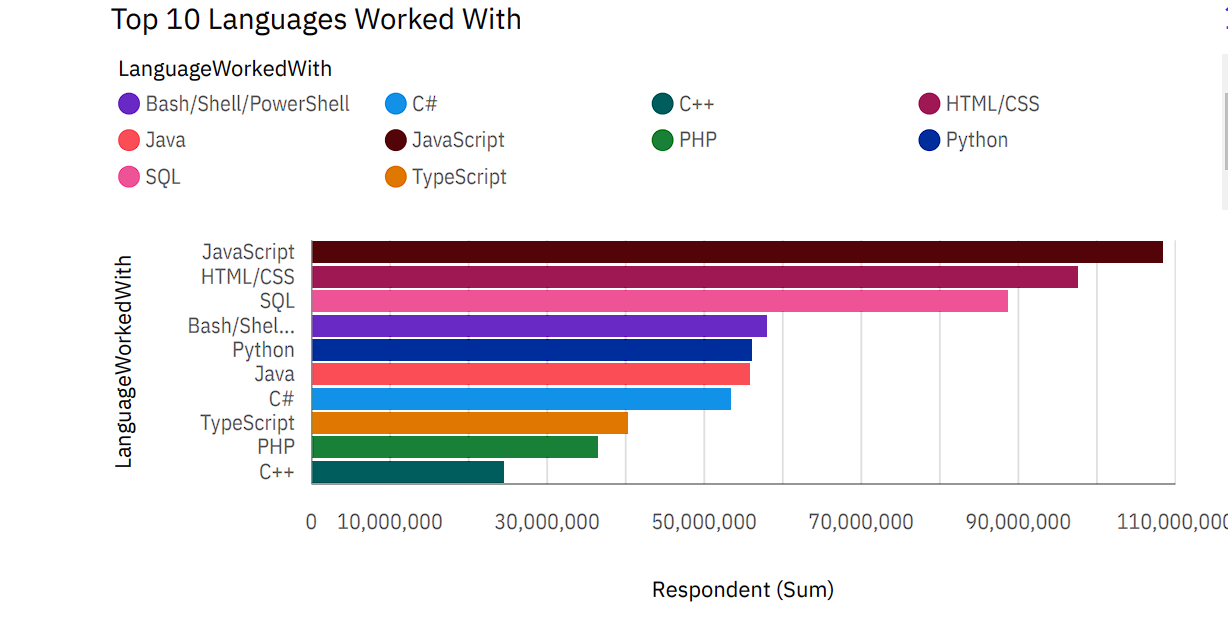 Top 10 Languages Worked With
LanguageWorkedWith
Bash/Shell/PowerShell C# C++ HTML/CSS
Java JavaScript PHP Python
SQL TypeScript
LanguageWorkedWith
JavaScript
HTML/CSS
SQL
Bash/Shel...
Python
Java
C#
TypeScript
PHP
C++
0 10,000,000 30,000,000 50,000,000 70,000,000 90,000,000 110,000,000
Respondent (Sum)